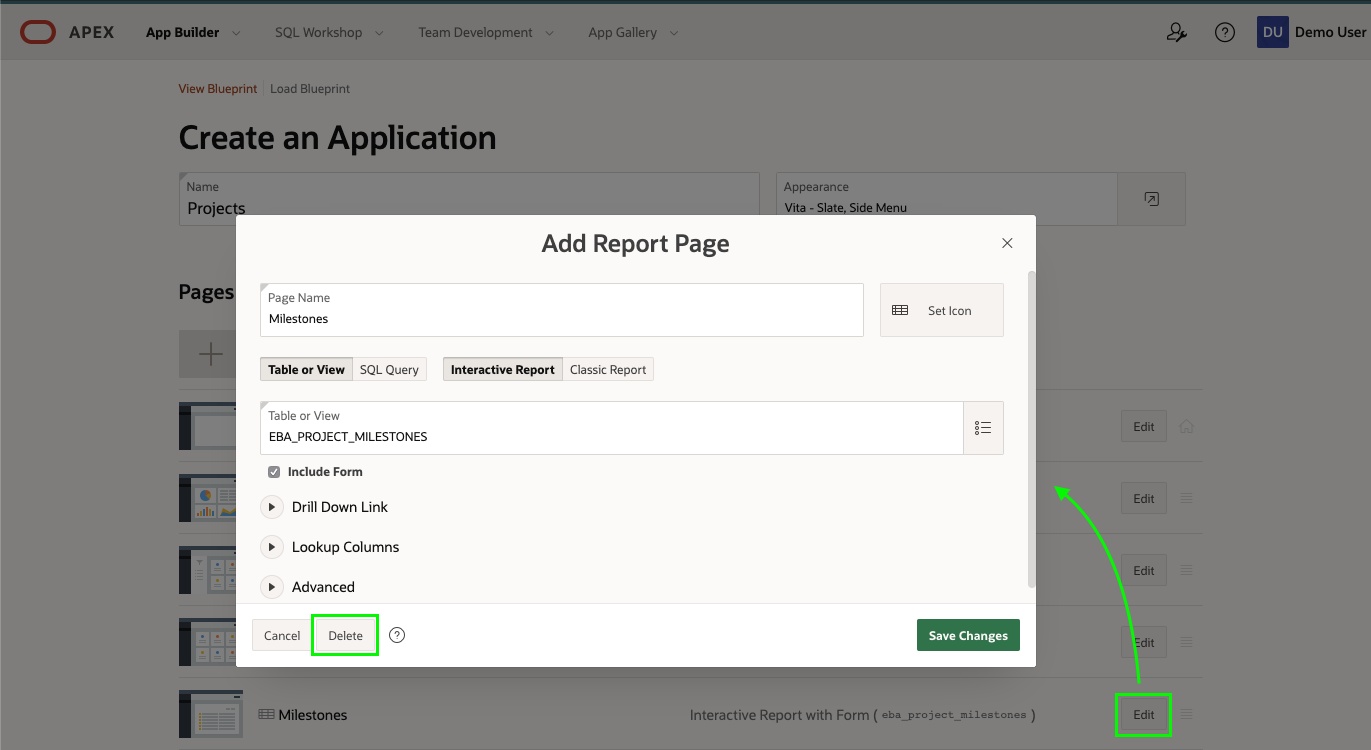 APEX App Builder SQL Workshop Team Development App Gallery DU Demo User
View Blueprint Load Blueprint
Create an Application
Name Appearance
Projects Vita - Slate, Side Menu
Add Report Page
Pages
Page Name
Milestones
Set Icon
Table or View SQL Query Interactive Report Classic Report
Table or View
EBA_PROJECT_MILESTONES
Edit
Include Form
Edit
Drill Down Link
Lookup Columns
Edit
Advanced
Cancel Delete ? Save Changes
Edit
Milestones Interactive Report with Form ( eba_project_milestones ) Edit